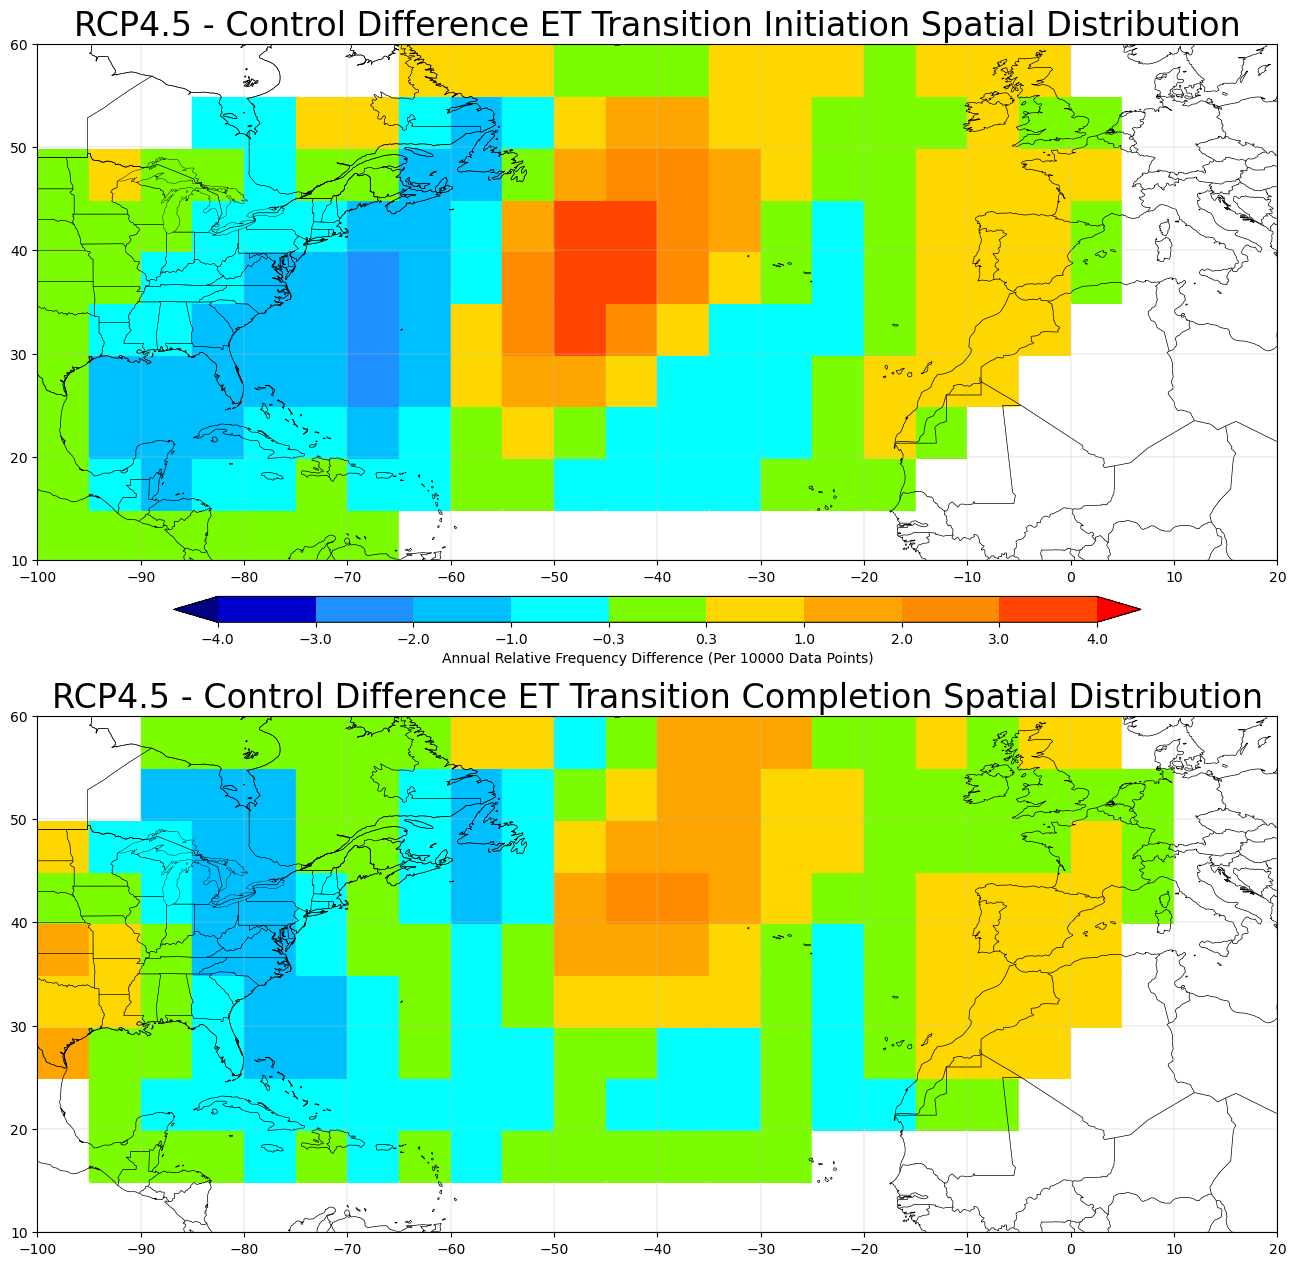 RCP4.5 - Control Difference ET Transition Initiation Spatial Distribution
60
50
40
30
20
10
−100 −90 −80 −70 −60 −50 −40 −30 −20 −10 0 10 20
−4.0 −3.0 −2.0 −1.0 −0.3 0.3 1.0 2.0 3.0 4.0
Annual Relative Frequency Difference (Per 10000 Data Points)
RCP4.5 - Control Difference ET Transition Completion Spatial Distribution
60
50
40
30
20
10
−100 −90 −80 −70 −60 −50 −40 −30 −20 −10 0 10 20